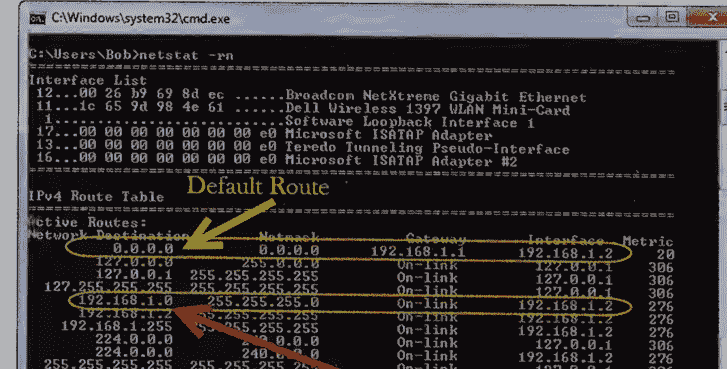 C:\Windows\system32\cmd.exe
C:\Users\Bob>netstat -rn
Interface List
12...00 26 b9 69 8d ec ......Broadcom NetXtreme Gigabit Ethernet
11...1c 65 9d 98 4e 61 ......Dell Wireless 1397 WLAN Mini-Card
1...........................Software Loopback Interface 1
17...00 00 00 00 00 00 00 e0 Microsoft ISATAP Adapter
13...00 00 00 00 00 00 00 e0 Teredo Tunneling Pseudo-Interface
16...00 00 00 00 00 00 00 e0 Microsoft ISATAP Adapter #2
Default Route
IPv4 Route Table
Active Routes:
Network Destination Netmask Gateway Interface Metric
0.0.0.0 0.0.0.0 192.168.1.1 192.168.1.2 20
127.0.0.0 255.0.0.0 On-link 127.0.0.1 306
127.0.0.1 255.255.255.255 On-link 127.0.0.1 306
127.255.255.255 255.255.255.255 On-link 127.0.0.1 306
192.168.1.0 255.255.255.0 On-link 192.168.1.2 276
192.168.1.2 255.255.255.255 On-link 192.168.1.2 276
192.168.1.255 255.255.255 On-link 192.168.1.2 276
224.0.0.0 0.0.0 On-link 127.0.0.1 306
224.0.0.0 240.0.0.0 On-link 192.168.1.2 276
255.255.255.255 255.255.255.255 On-link 127.0.0.1 306